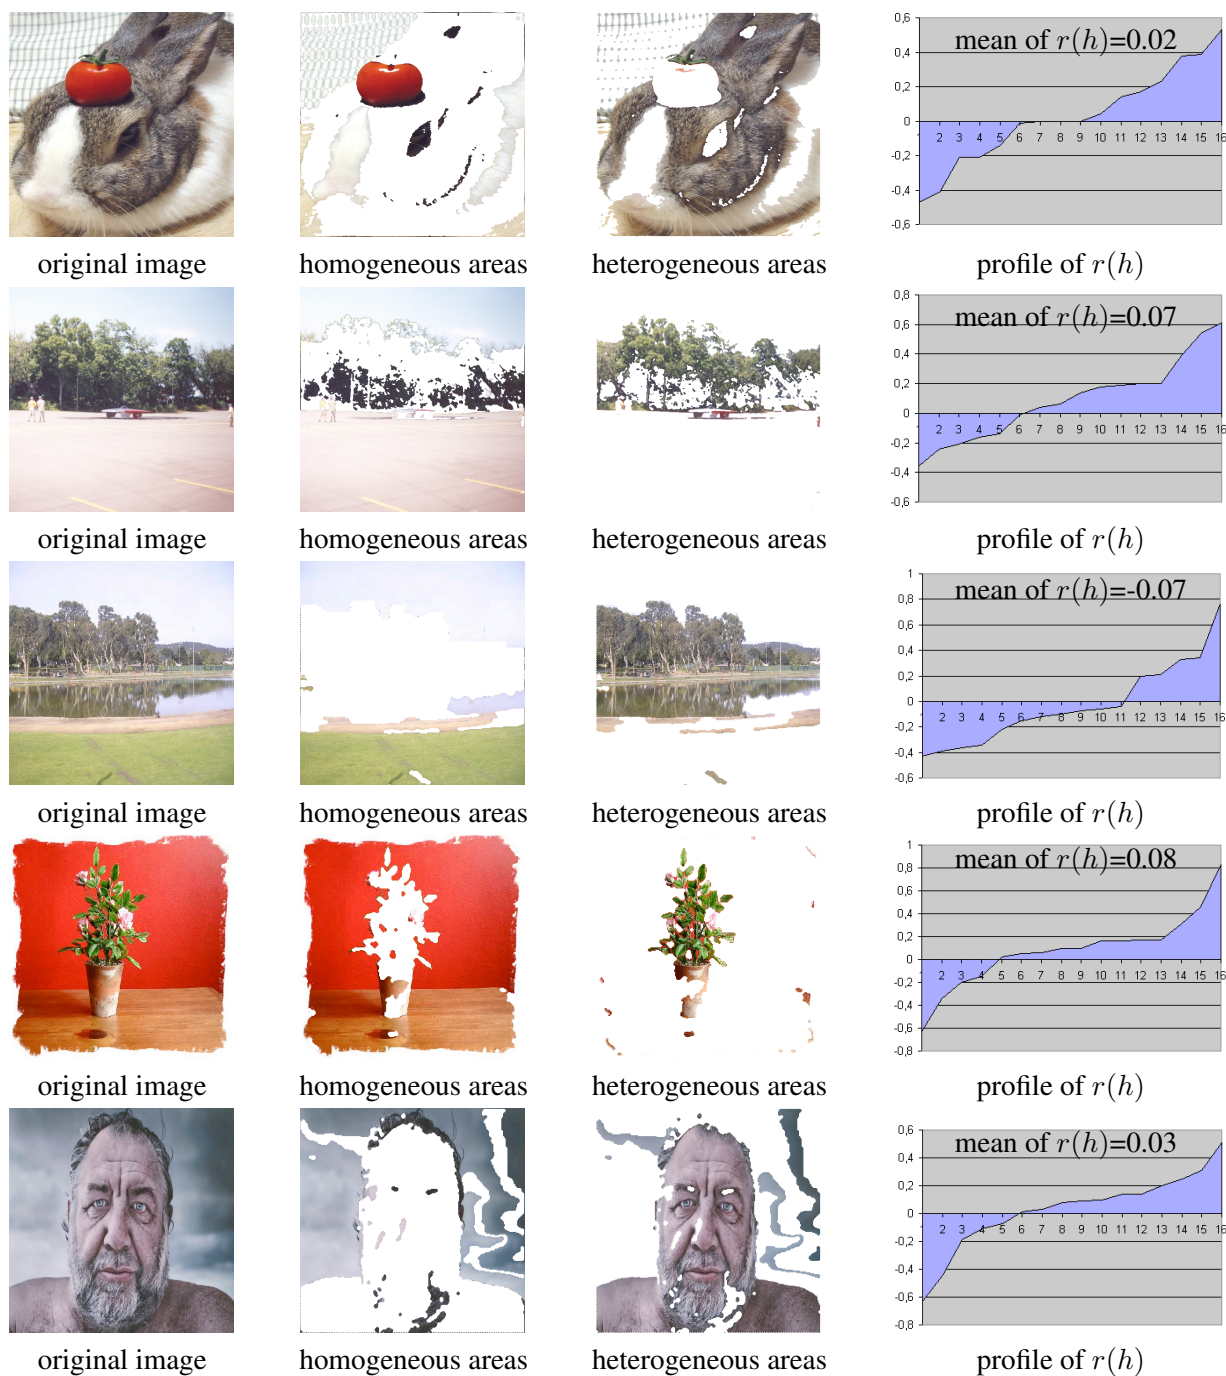 0,6
mean of r(h)=0.02
0,4
0,2
0
2 3 4 5 6 7 8 9 10 11 12 13 14 15 16
-0,2
-0,4
-0,6
original image homogeneous areas heterogeneous areas profile of r(h)
0,8
mean of r(h)=0.07
0,6
0,4
0,2
0
2 3 4 5 6 7 8 9 10 11 12 13 14 15 16
-0,2
-0,4
-0,6
original image homogeneous areas heterogeneous areas profile of r(h)
1
mean of r(h)=-0.07
0,8
0,6
0,4
0,2
0
2 3 4 5 6 7 8 9 10 11 12 13 14 15 16
-0,2
-0,4
-0,6
original image homogeneous areas heterogeneous areas profile of r(h)
1
mean of r(h)=0.08
0,8
0,6
0,4
0,2
0
2 3 4 5 6 7 8 9 10 11 12 13 14 15 16
-0,2
-0,4
-0,6
-0,8
original image homogeneous areas heterogeneous areas profile of r(h)
0,6
mean of r(h)=0.03
0,4
0,2
0
2 3 4 5 6 7 8 9 10 11 12 13 14 15 16
-0,2
-0,4
-0,6
-0,8
original image homogeneous areas heterogeneous areas profile of r(h)